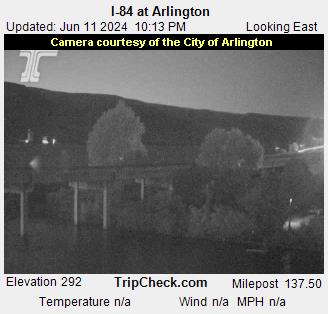 I-84 at Arlington
Updated: Jun 11 2024 10:13 PM Looking East
Camera courtesy of the City of Arlington
Elevation 292 TripCheck.com Milepost 137.50
Temperature n/a Wind n/a MPH n/a